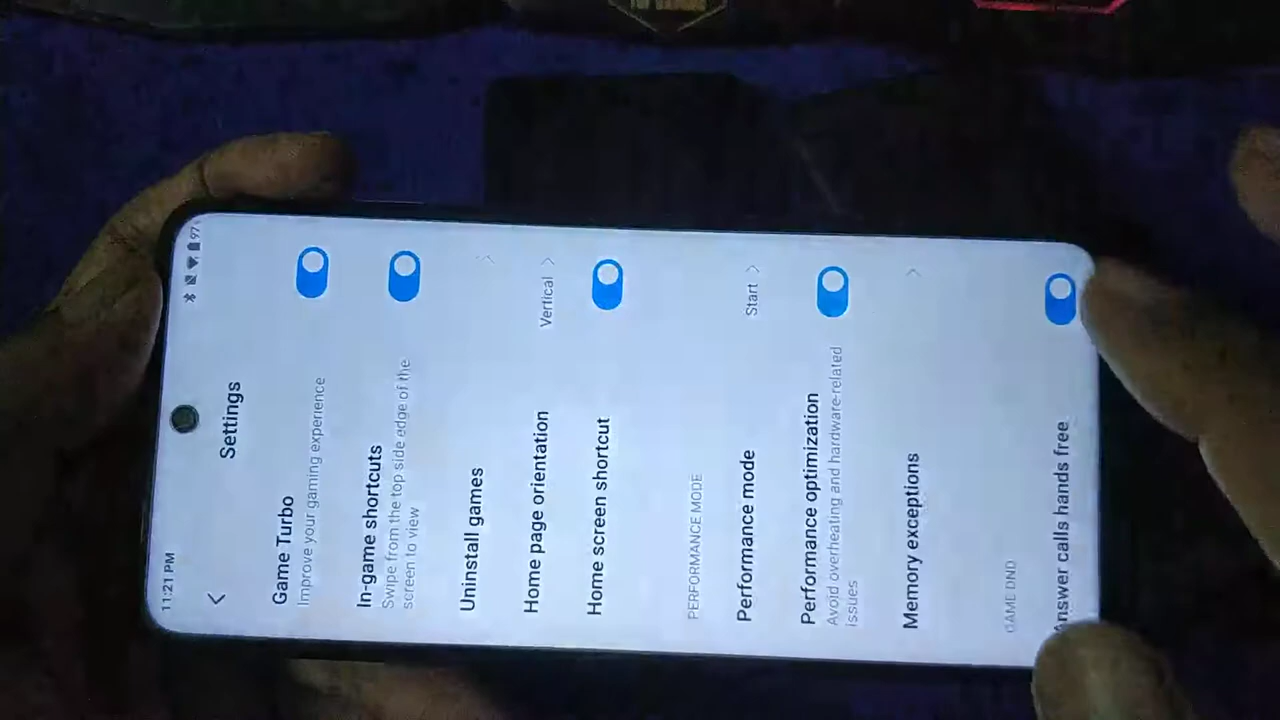 11:21 PM
97
Settings
Game Turbo
Improve your gaming experience
In-game shortcuts
Swipe from the top side edge of the
screen to view
Uninstall games
Home page orientation
Vertical
Home screen shortcut
PERFORMANCE MODE
Performance mode
Start
Performance optimization
Avoid overheating and hardware-related
issues
Memory exceptions
GAME DND
Answer calls hands free